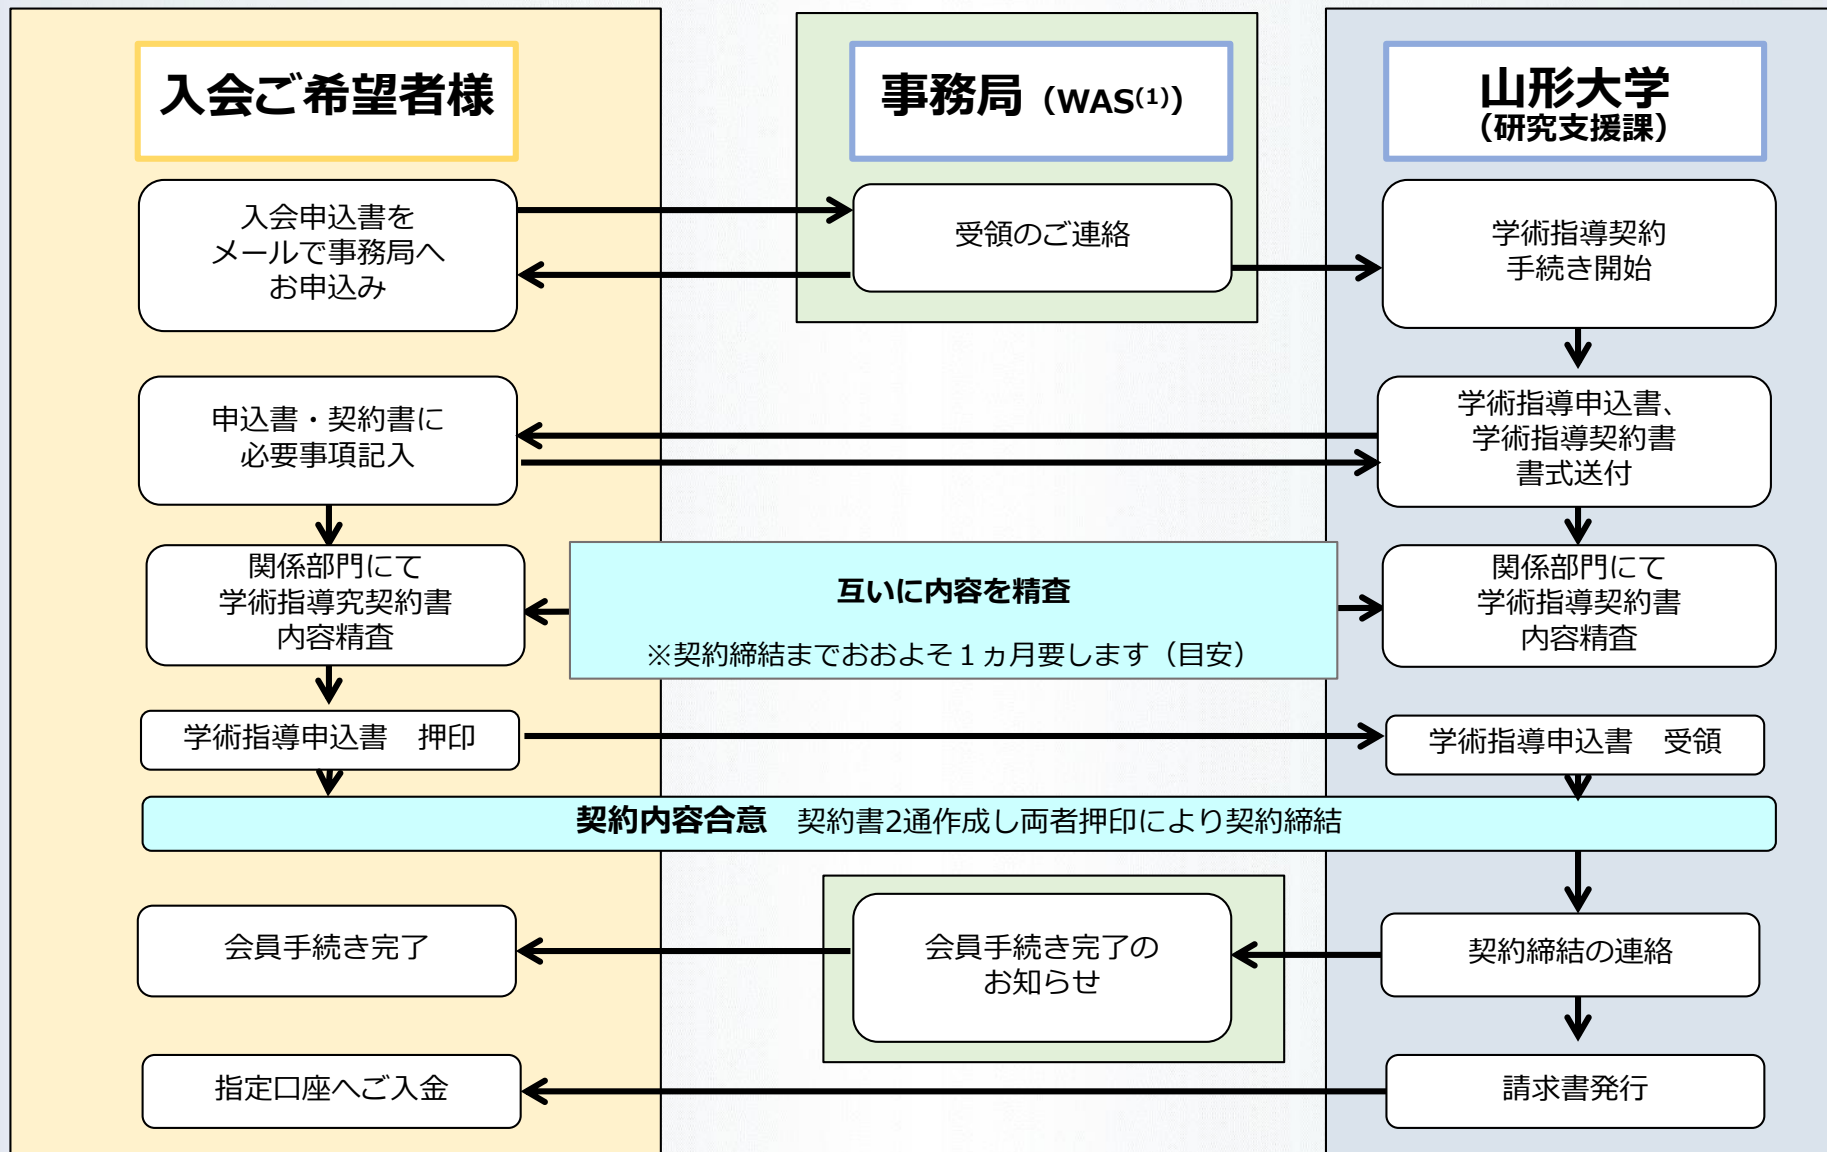 入会ご希望者様
事務局（WAS⁽¹⁾）
山形大学
（研究支援課）
入会申込書を
メールで事務局へ
お申込み
受領のご連絡
学術指導契約
手続き開始
申込書・契約書に
必要事項記入
学術指導申込書、
学術指導契約書
書式送付
関係部門にて
学術指導究契約書
内容精査
互いに内容を精査
※契約締結までおおよそ１ヵ月要します（目安）
関係部門にて
学術指導契約書
内容精査
学術指導申込書　押印
学術指導申込書　受領
契約内容合意　契約書2通作成し両者押印により契約締結
会員手続き完了
会員手続き完了の
お知らせ
契約締結の連絡
指定口座へご入金
請求書発行